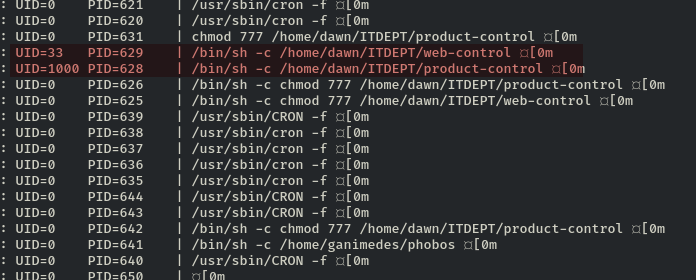 : UID=0    PID=621    | /usr/sbin/cron -f ¤[0m
: UID=0    PID=620    | /usr/sbin/cron -f ¤[0m
: UID=0    PID=631    | chmod 777 /home/dawn/ITDEPT/product-control ¤[0m
: UID=33   PID=629    | /bin/sh -c /home/dawn/ITDEPT/web-control ¤[0m
: UID=1000 PID=628    | /bin/sh -c /home/dawn/ITDEPT/product-control ¤[0m
: UID=0    PID=626    | /bin/sh -c chmod 777 /home/dawn/ITDEPT/product-control ¤[0m
: UID=0    PID=625    | /bin/sh -c chmod 777 /home/dawn/ITDEPT/web-control ¤[0m
: UID=0    PID=639    | /usr/sbin/CRON -f ¤[0m
: UID=0    PID=638    | /usr/sbin/cron -f ¤[0m
: UID=0    PID=637    | /usr/sbin/cron -f ¤[0m
: UID=0    PID=636    | /usr/sbin/cron -f ¤[0m
: UID=0    PID=635    | /usr/sbin/cron -f ¤[0m
: UID=0    PID=644    | /usr/sbin/CRON -f ¤[0m
: UID=0    PID=643    | /usr/sbin/CRON -f ¤[0m
: UID=0    PID=642    | /bin/sh -c chmod 777 /home/dawn/ITDEPT/product-control ¤[0m
: UID=0    PID=641    | /bin/sh -c /home/ganimedes/phobos ¤[0m
: UID=0    PID=640    | /usr/sbin/CRON -f ¤[0m
: UID=0    PID=650    | ¤[0m